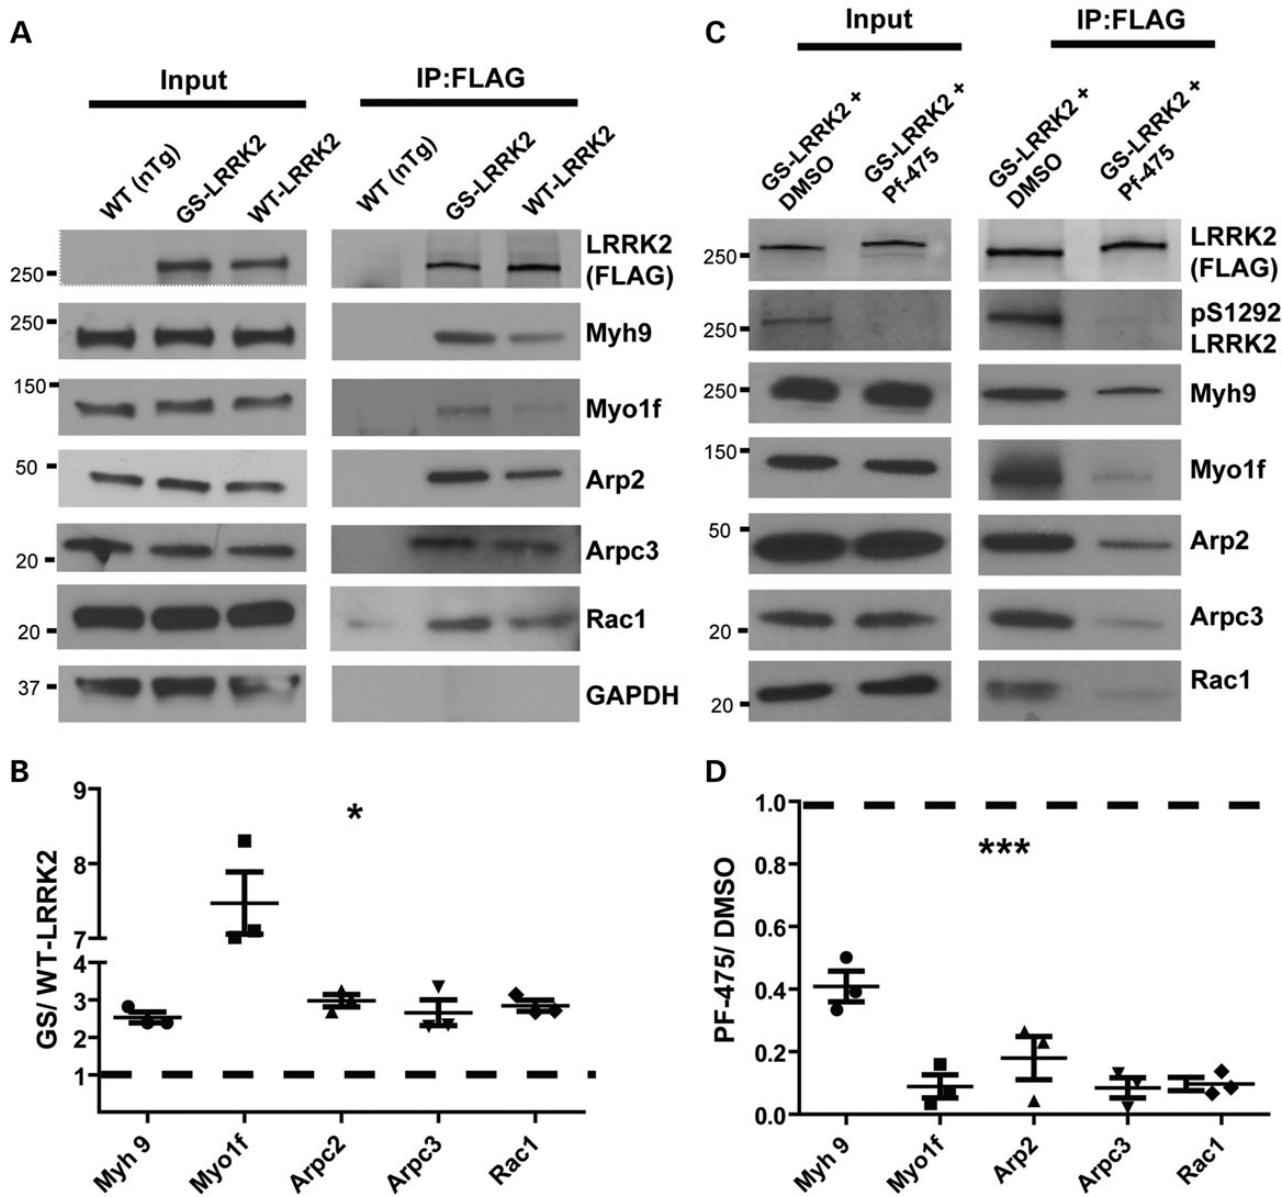 A
Input
IP:FLAG
WT (nTg)
GS-LRRK2
WT-LRRK2
WT (nTg)
GS-LRRK2
WT-LRRK2
250
LRRK2
(FLAG)
250
Myh9
150
Myo1f
50
Arp2
20
Arpc3
20
Rac1
37
GAPDH
C
Input
IP:FLAG
GS-LRRK2 +
DMSO
GS-LRRK2 +
Pf-475
GS-LRRK2 +
DMSO
GS-LRRK2 +
Pf-475
250
LRRK2
(FLAG)
250
pS1292
LRRK2
250
Myh9
150
Myo1f
50
Arp2
20
Arpc3
20
Rac1
B
GS/ WT-LRRK2
9
8
7
4
3
2
1
*
Myh 9
Myo1f
Arpc2
Arpc3
Rac1
D
PF-475/ DMSO
1.0
0.8
0.6
0.4
0.2
0.0
***
Myh 9
Myo1f
Arp2
Arpc3
Rac1